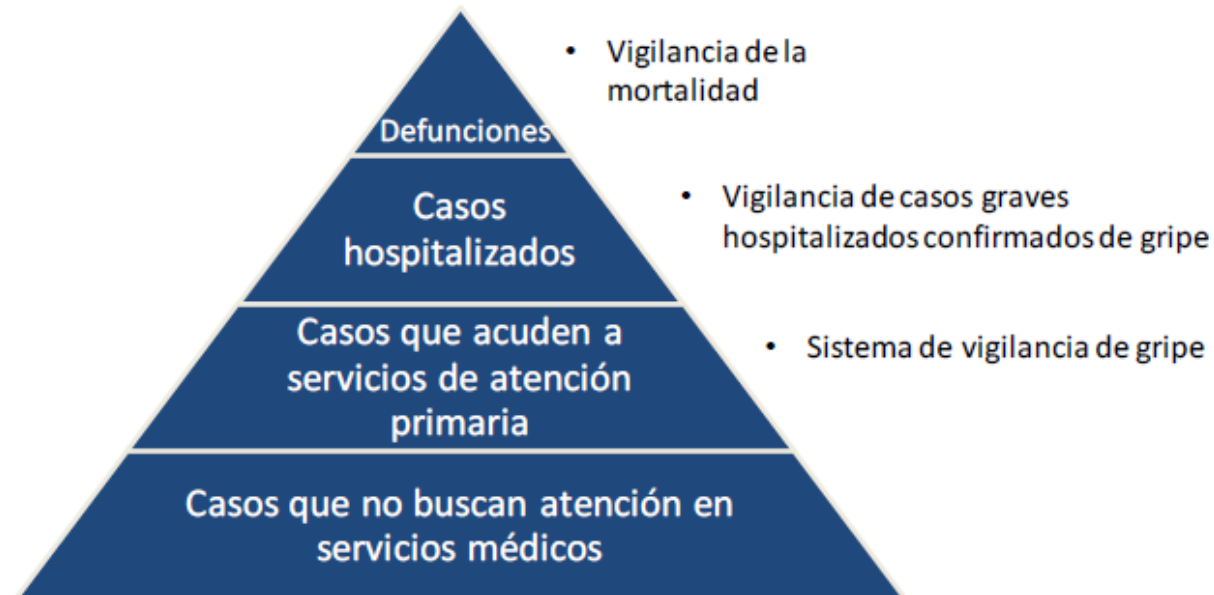 • Vigilancia de la
mortalidad
Defunciones
• Vigilancia de casos graves
hospitalizados confirmados de gripe
Casos
hospitalizados
• Sistema de vigilancia de gripe
Casos que acuden a
servicios de atención
primaria
Casos que no buscan atención en
servicios médicos